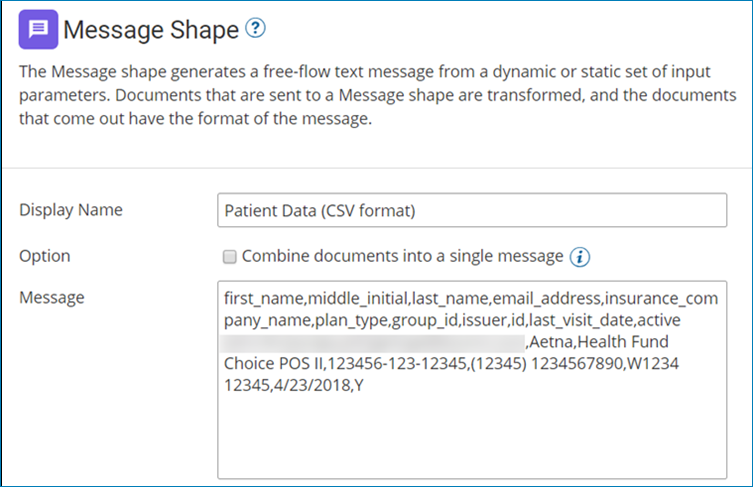 Message Shape ?
The Message shape generates a free-flow text message from a dynamic or static set of input
parameters. Documents that are sent to a Message shape are transformed, and the documents
that come out have the format of the message.
Display Name
Patient Data (CSV format)
Option
Combine documents into a single message i
Message
first_name,middle_initial,last_name,email_address,insurance_com
pany_name,plan_type,group_id,issuer,id,last_visit_date,active
,Aetna,Health Fund
Choice POS II,123456-123-12345,(12345) 1234567890,W1234
12345,4/23/2018,Y